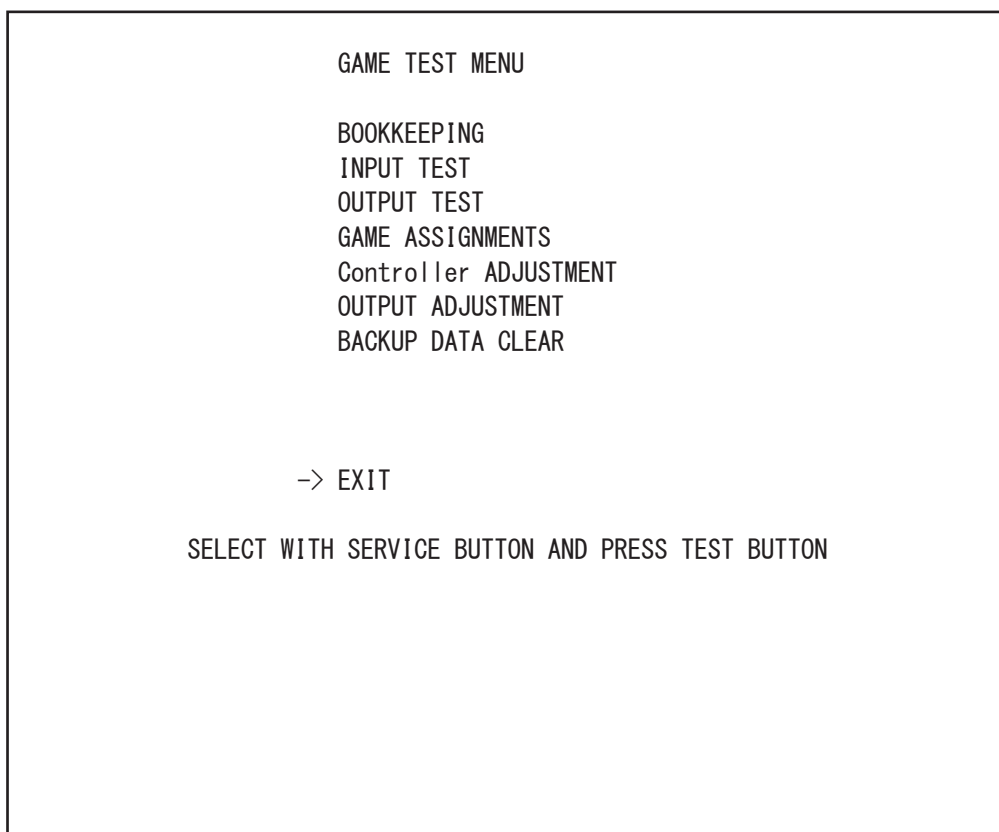 GAME TEST MENU
BOOKKEEPING
INPUT TEST
OUTPUT TEST
GAME ASSIGNMENTS
Controller ADJUSTMENT
OUTPUT ADJUSTMENT
BACKUP DATA CLEAR
-> EXIT
SELECT WITH SERVICE BUTTON AND PRESS TEST BUTTON